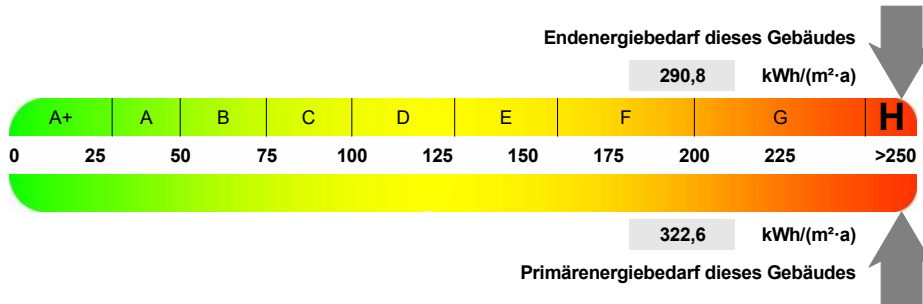 Endenergiebedarf dieses Gebäudes
290,8 kWh/(m²·a)
A+ A B C D E F G H
0 25 50 75 100 125 150 175 200 225 >250
322,6 kWh/(m²·a)
Primärenergiebedarf dieses Gebäudes